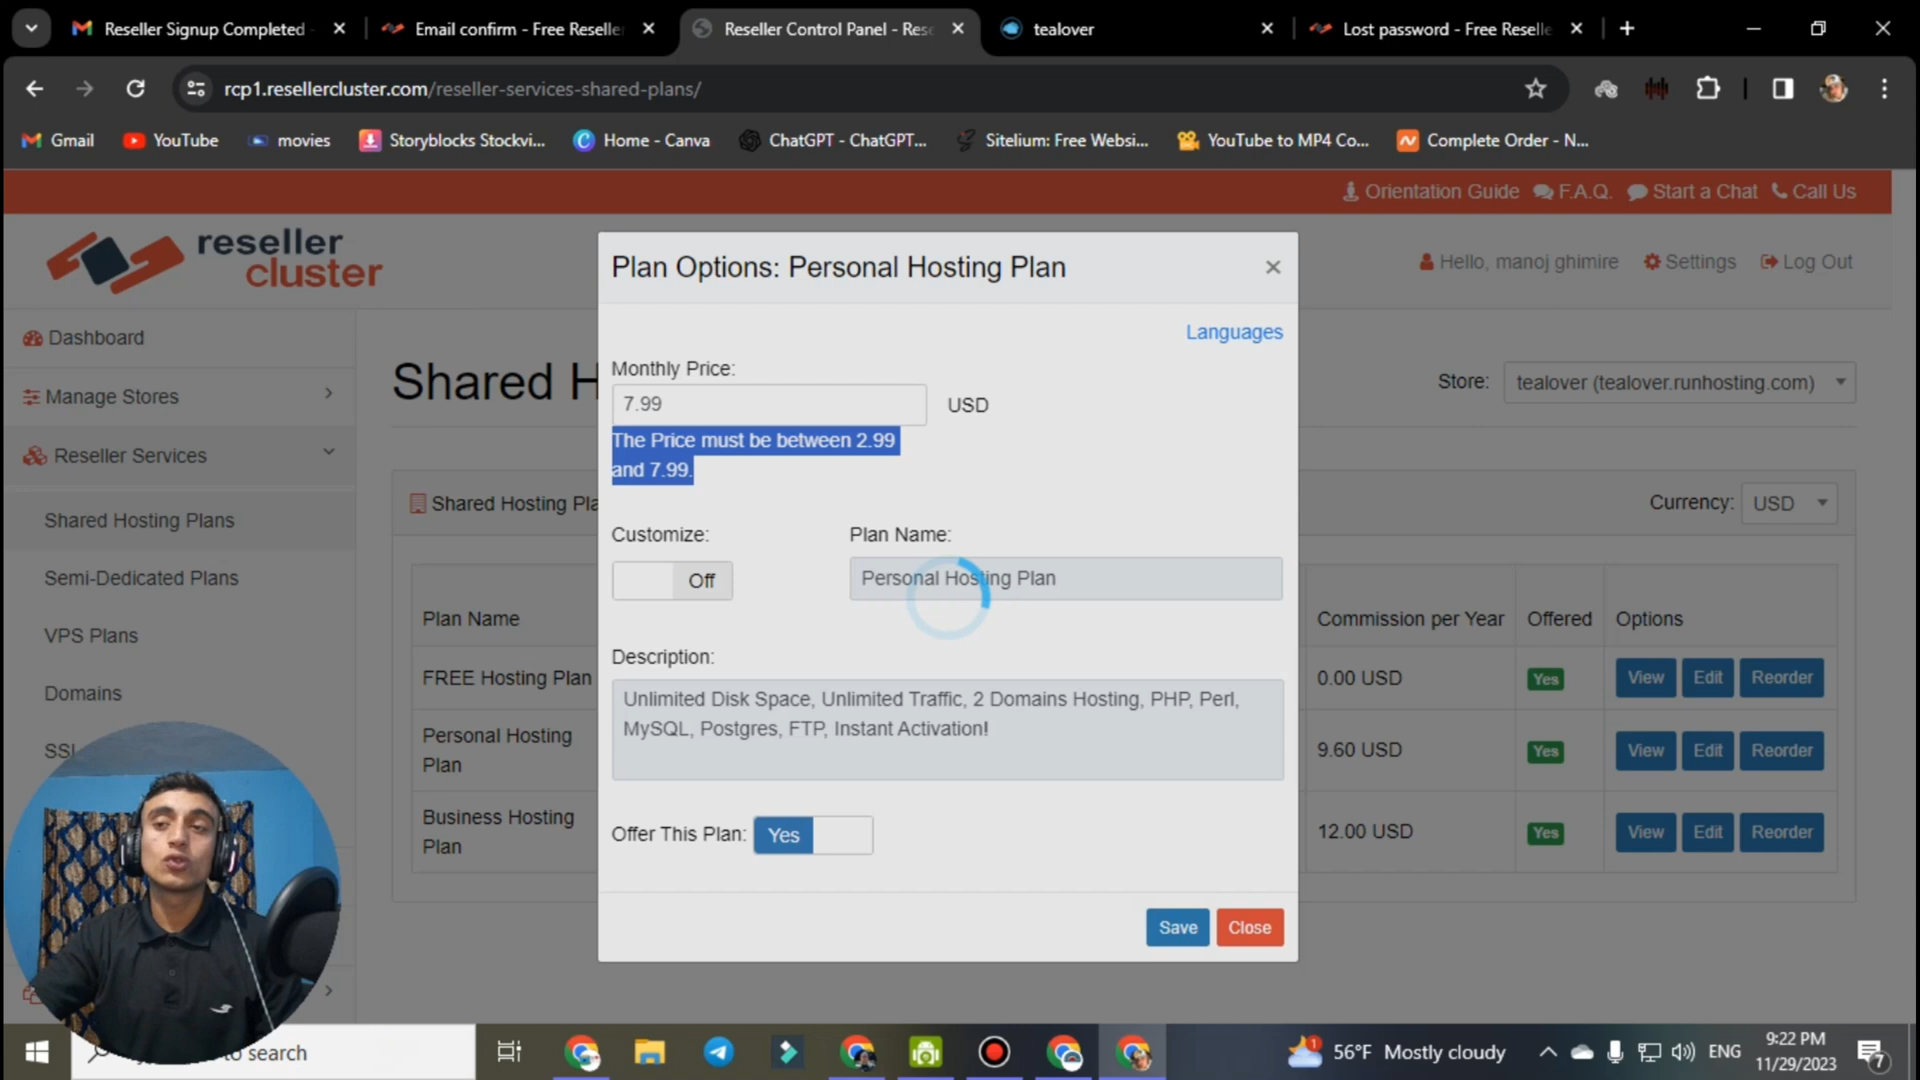 Reseller Signup Completed
Email confirm - Free Reselle
Reseller Control Panel - Res
tealover
Lost password - Free Reselle
rcp1.resellercluster.com/reseller-services-shared-plans/
Gmail
YouTube
movies
Storyblocks Stockvi...
Home - Canva
ChatGPT - ChatGPT...
Sitelium: Free Websi...
YouTube to MP4 Co...
Complete Order - N...
Orientation Guide
F.A.Q.
Start a Chat
Call Us
reseller
cluster
Hello, manoj ghimire
Settings
Log Out
Dashboard
Manage Stores
Reseller Services
Shared Hosting Plans
Semi-Dedicated Plans
VPS Plans
Domains
SSL
Shared H
Store:
tealover (tealover.runhosting.com)
Shared Hosting Pla
Currency:
USD
Plan Name
Commission per Year
Offered
Options
FREE Hosting Plan
0.00 USD
Yes
View
Edit
Reorder
Personal Hosting
Plan
9.60 USD
Yes
View
Edit
Reorder
Business Hosting
Plan
12.00 USD
Yes
View
Edit
Reorder
Plan Options: Personal Hosting Plan
Languages
Monthly Price:
7.99
USD
The Price must be between 2.99
and 7.99.
Customize:
Off
Plan Name:
Personal Hosting Plan
Description:
Unlimited Disk Space, Unlimited Traffic, 2 Domains Hosting, PHP, Perl,
MySQL, Postgres, FTP, Instant Activation!
Offer This Plan:
Yes
Save
Close
to search
1
56°F Mostly cloudy
ENG
9:22 PM
11/29/2023
7